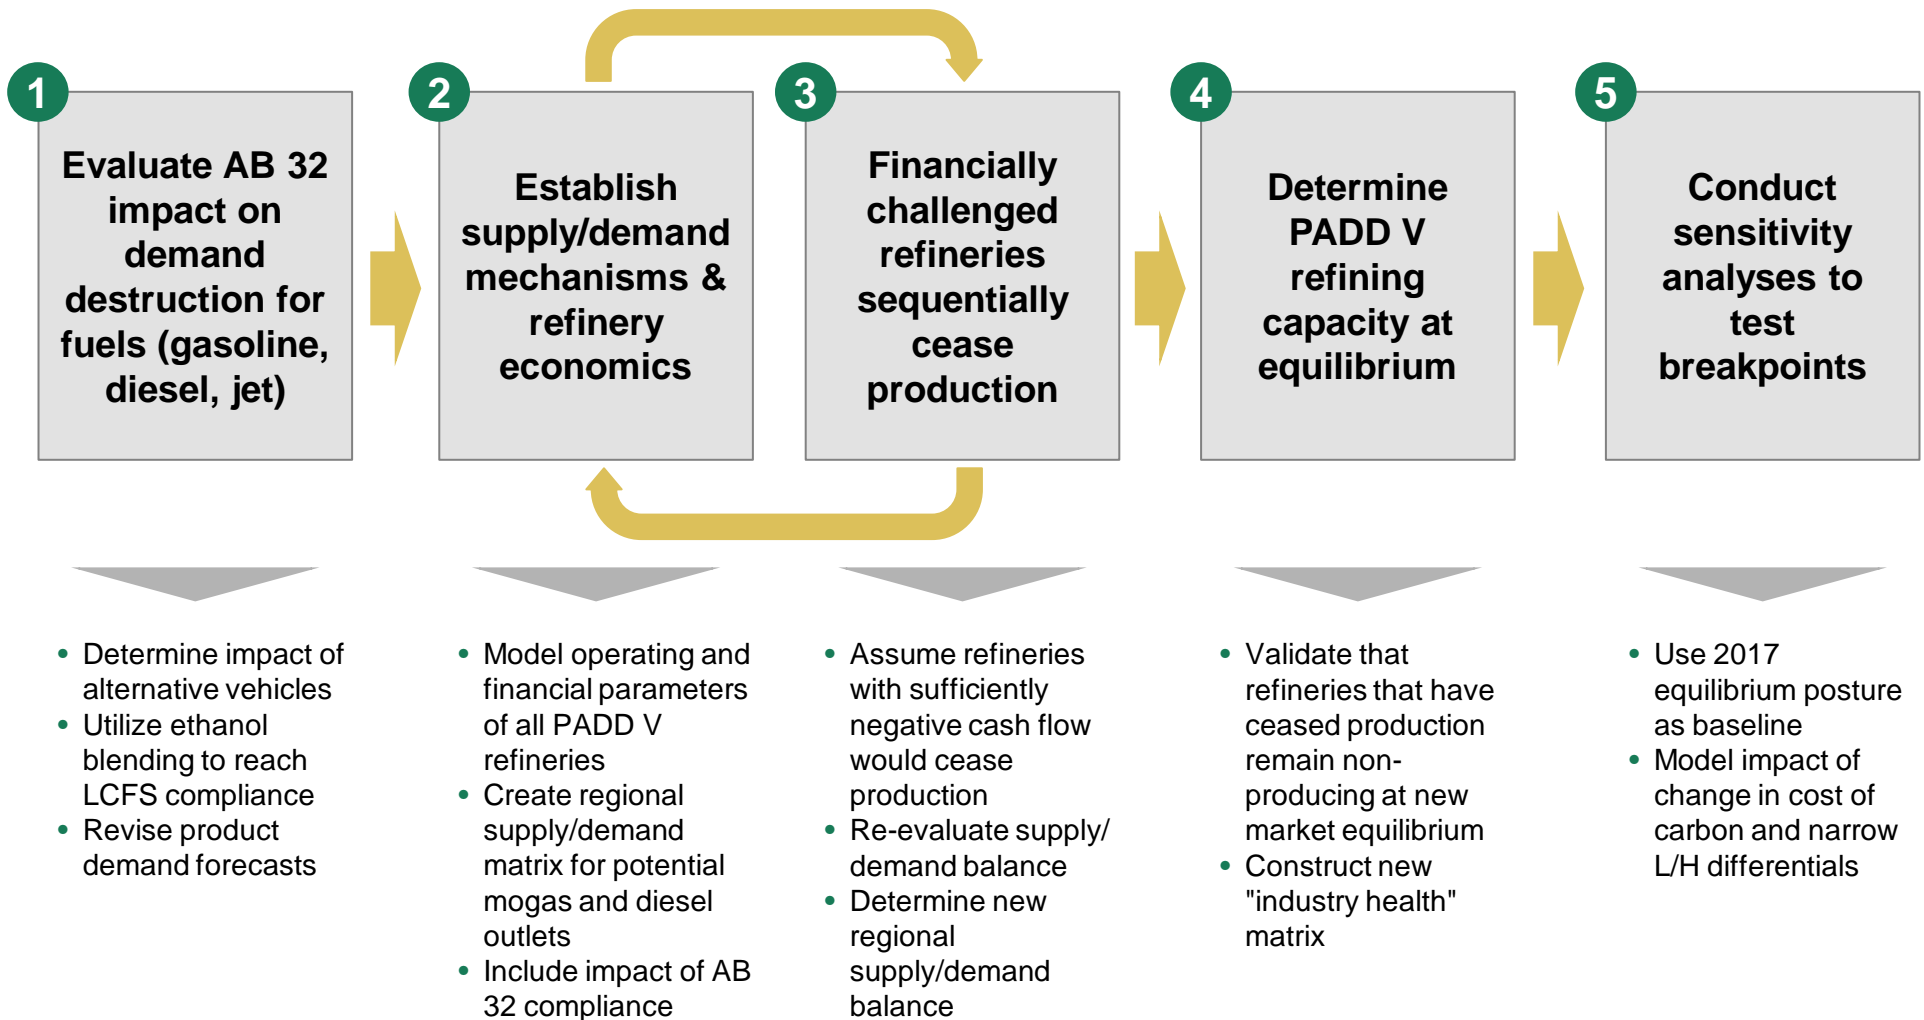 1
Evaluate AB 32
impact on
demand
destruction for
fuels (gasoline,
diesel, jet)
2
Establish
supply/demand
mechanisms &
refinery
economics
3
Financially
challenged
refineries
sequentially
cease
production
4
Determine
PADD V
refining
capacity at
equilibrium
5
Conduct
sensitivity
analyses to
test
breakpoints
• Determine impact of
alternative vehicles
• Utilize ethanol
blending to reach
LCFS compliance
• Revise product
demand forecasts
• Model operating and
financial parameters
of all PADD V
refineries
• Create regional
supply/demand
matrix for potential
mogas and diesel
outlets
• Include impact of AB
32 compliance
• Assume refineries
with sufficiently
negative cash flow
would cease
production
• Re-evaluate supply/
demand balance
• Determine new
regional
supply/demand
balance
• Validate that
refineries that have
ceased production
remain non-
producing at new
market equilibrium
• Construct new
"industry health"
matrix
• Use 2017
equilibrium posture
as baseline
• Model impact of
change in cost of
carbon and narrow
L/H differentials